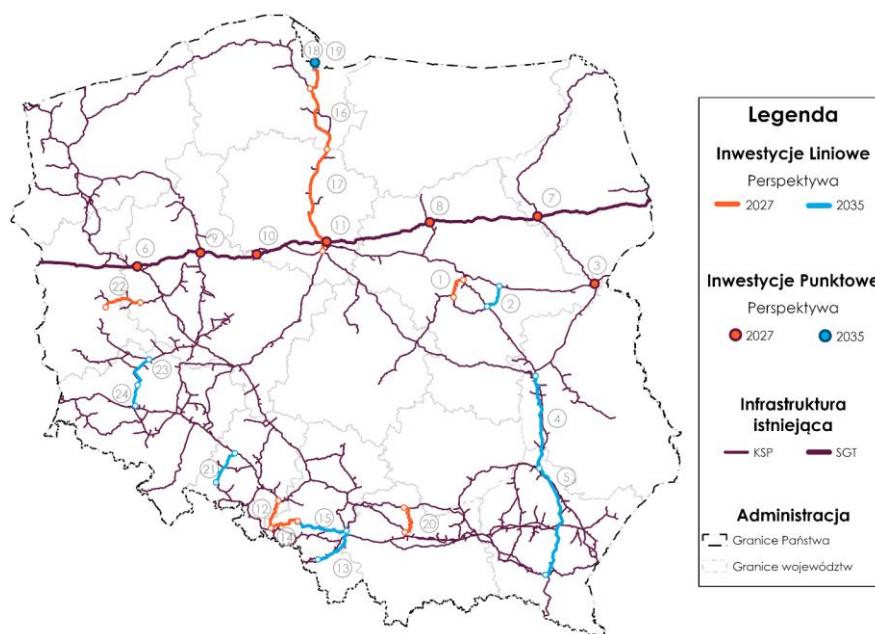 18 19
16
17
7
8
11
9
10
6
3
1
2
22
23
24
4
5
21
12
15
14
20
13
Legenda
Inwestycje Liniowe
Perspektywa
2027 2035
Inwestycje Punktowe
Perspektywa
2027 2035
Infrastruktura
istniejąca
KSP SGT
Administracja
Granice Państwa
Granice województw